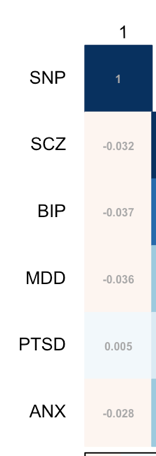 1
SNP 1
SCZ -0.032
BIP -0.037
MDD -0.036
PTSD 0.005
ANX -0.028